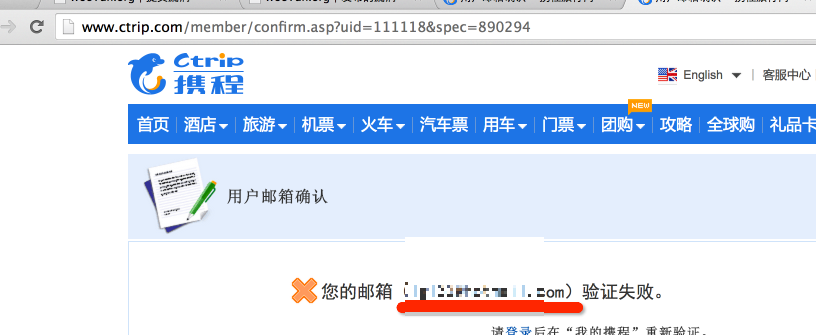 www.ctrip.com/member/confirm.asp?uid=111118&spec=890294
Ctrip
携程
English
客服中心
NEW
首页 酒店 旅游 机票 火车 汽车票 用车 门票 团购 攻略 全球购 礼品卡
用户邮箱确认
您的邮箱（ .com）验证失败。
请登录后在“我的携程”重新验证。